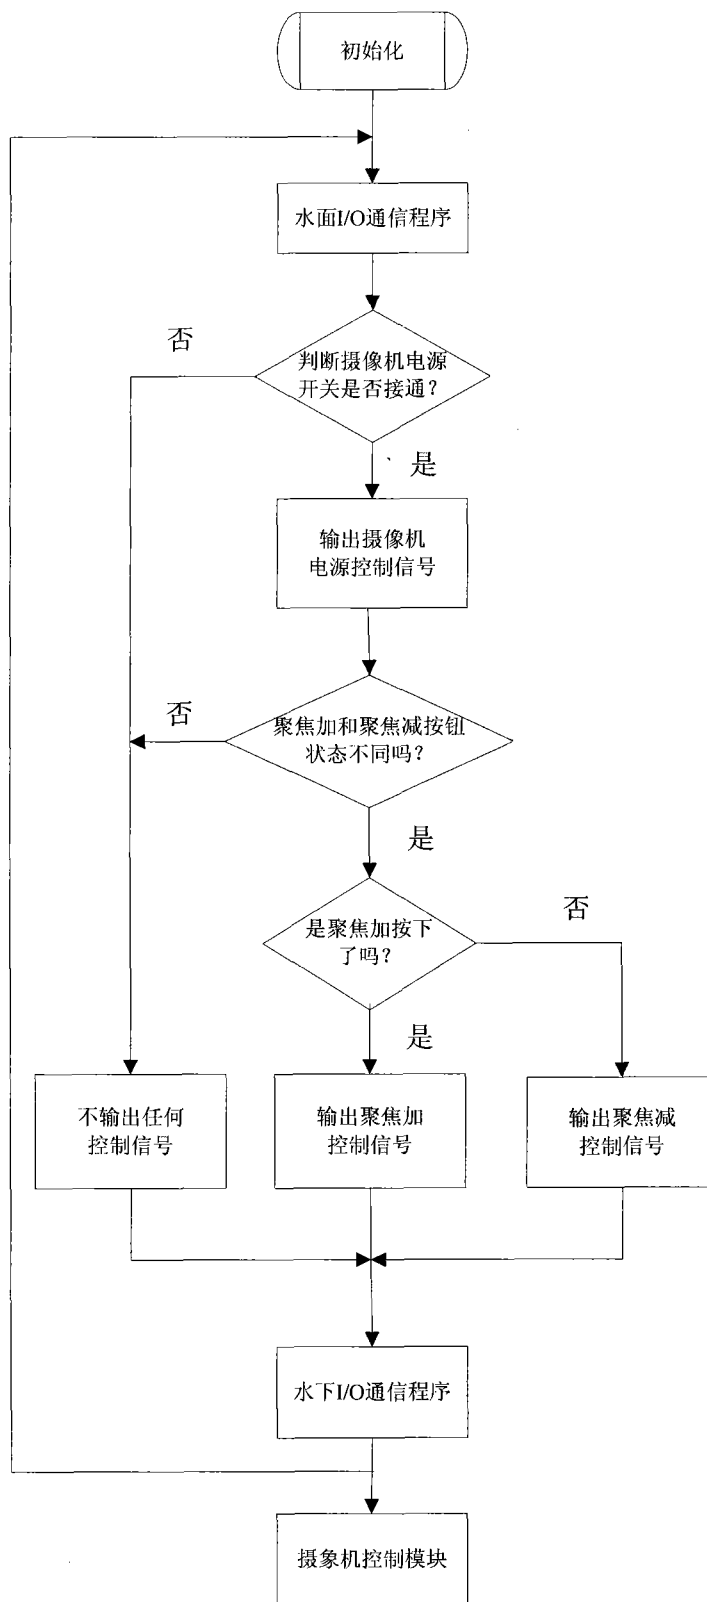 初始化
水面I/O通信程序
否
判断摄像机电源
开关是否接通?
是
输出摄像机
电源控制信号
否
聚焦加和聚焦减按钮
状态不同吗?
是
是聚焦加按下
了吗?
否
是
不输出任何
控制信号
输出聚焦加
控制信号
输出聚焦减
控制信号
水下I/O通信程序
摄象机控制模块